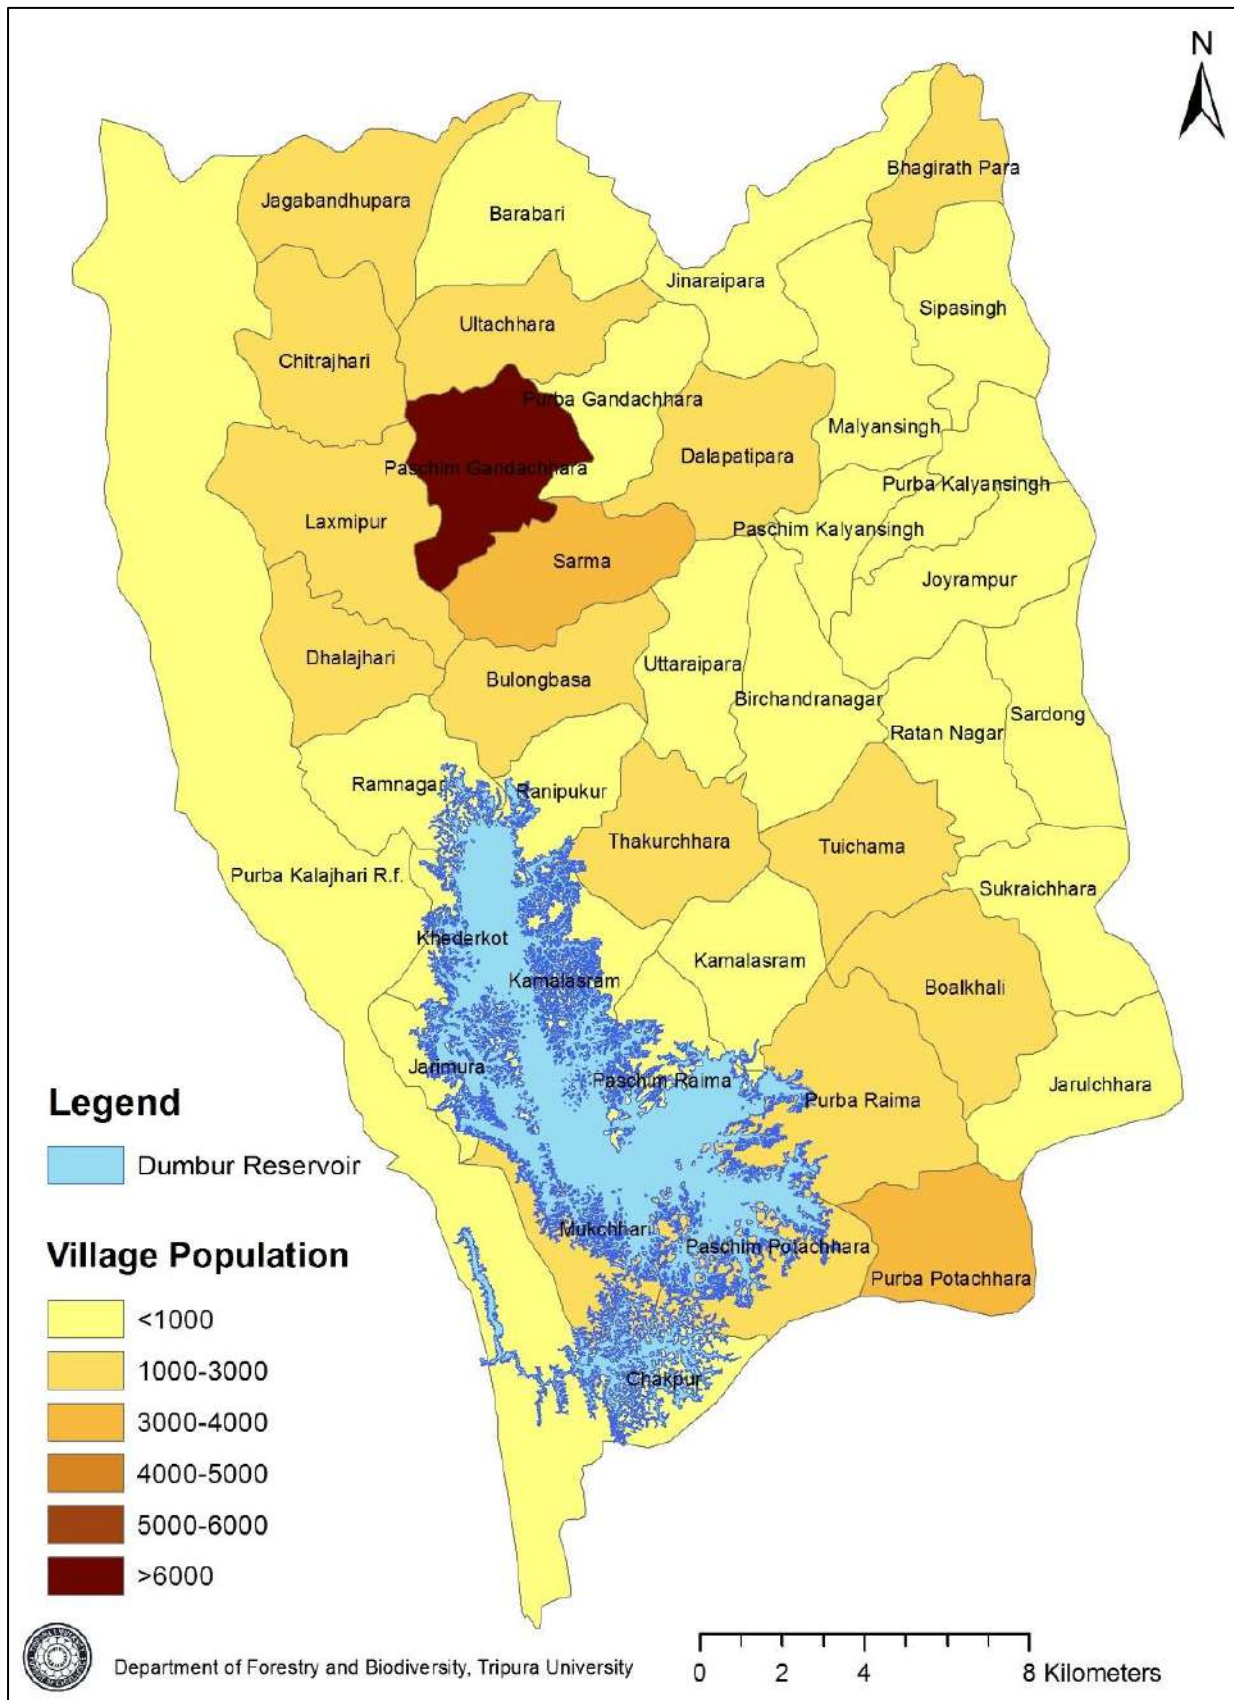 N
Bhagirath Para
Jagabandhupara
Barabari
Jinaraipara
Sipasingh
Ultachhara
Chitrajhari
Purba Gandachhara
Malyansingh
Dalapatipara
Paschim Gandachhara
Purba Kalyansingh
Laxmipur
Paschim Kalyansingh
Sarma
Joyrampur
Dhalajhari
Uttaraipara
Bulongbasa
Birchandranagar
Sardong
Ratan Nagar
Ramnagar
Ranipukur
Thakurchhara
Tuichama
Purba Kalajhari R.f.
Sukraichhara
Khederkot
Kamalasram
Kamalasram
Boalkhali
Jarimura
Paschim Raima
Jarulchhara
Purba Raima
Mukchhari
Paschim Potachhara
Purba Potachhara
Chakpur
Legend
Dumbur Reservoir
Village Population
<1000
1000-3000
3000-4000
4000-5000
5000-6000
>6000
Department of Forestry and Biodiversity, Tripura University
0 2 4 8 Kilometers